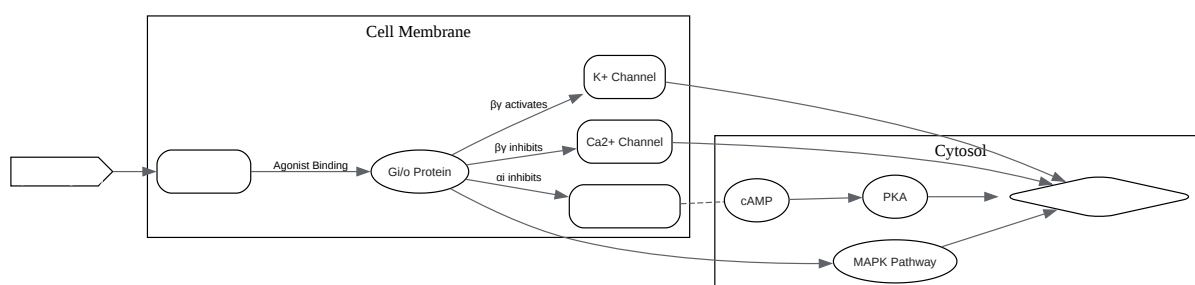 Cell Membrane
K+ Channel
βγ activates
Ca2+ Channel
βγ inhibits
Agonist Binding
Gi/o Protein
αi inhibits
Cytosol
cAMP
PKA
MAPK Pathway